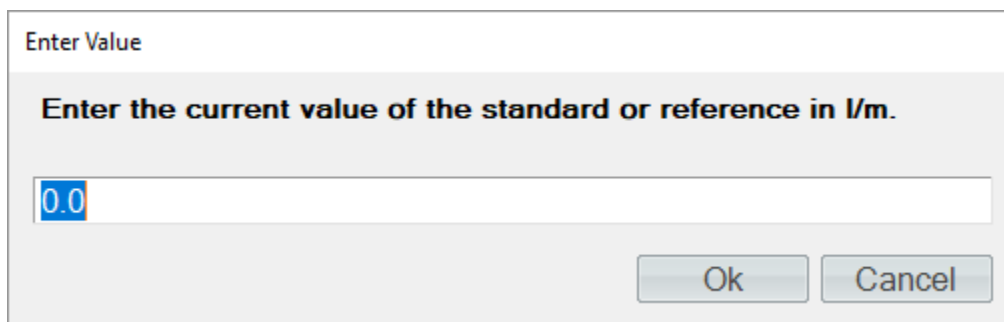 Enter Value
Enter the current value of the standard or reference in l/m.
0.0
Ok Cancel